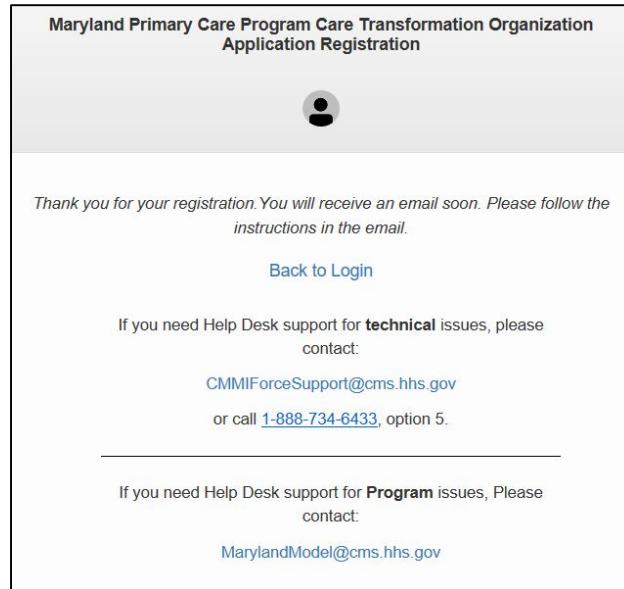 Maryland Primary Care Program Care Transformation Organization
Application Registration
Thank you for your registration.You will receive an email soon. Please follow the
instructions in the email.
Back to Login
If you need Help Desk support for technical issues, please
contact:
CMMIForceSupport@cms.hhs.gov
or call 1-888-734-6433, option 5.
If you need Help Desk support for Program issues, Please
contact:
MarylandModel@cms.hhs.gov